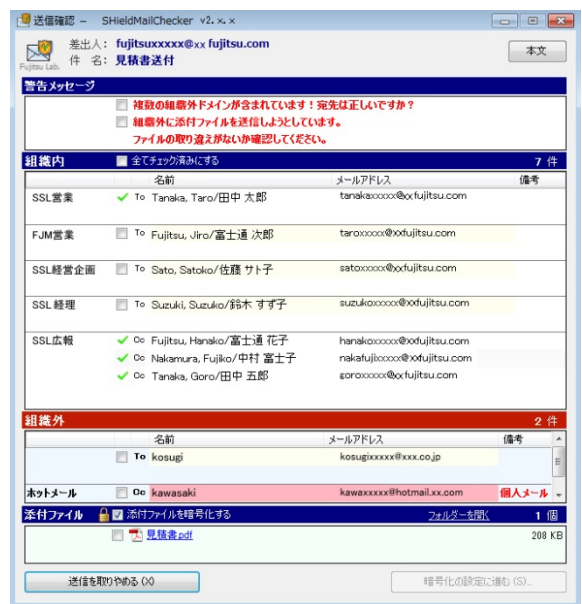 送信確認 – SHieldMailChecker v2.×.×
差出人: fujitsuxxxxx@xx fujitsu.com
本文
Fujitsu Lab.
件 名: 見積書送付
警告メッセージ
複数の組織外ドメインが含まれています！宛先は正しいですか？
組織外に添付ファイルを送信しようとしています。
ファイルの取り違えがないか確認してください。
組織内 全てチェック済みにする 7 件
名前 メールアドレス 備考
SSL営業 To Tanaka, Taro/田中 太郎 tanakaxxxxx@xxfujitsu.com
FJM営業 To Fujitsu, Jiro/富士通 次郎 taroxxxxx@xxfujitsu.com
SSL経営企画 To Sato, Satoko/佐藤 サト子 satoxxxxx@xxfujitsu.com
SSL経理 To Suzuki, Suzuko/鈴木 すず子 suzukoxxxxx@xxfujitsu.com
SSL広報 Cc Fujitsu, Hanako/富士通 花子 hanakoxxxxx@xxfujitsu.com
Cc Nakamura, Fujiko/中村 富士子 nakafujixxxxx@xxfujitsu.com
Cc Tanaka, Goro/田中 五郎 goroxxxxx@xxfujitsu.com
組織外 2 件
名前 メールアドレス 備考
To kosugi kosugixxxxx@xxx.co.jp
ホットメール Cc kawasaki kawaxxxxx@hotmail.xx.com 個人メール
添付ファイル 添付ファイルを暗号化する フォルダーを開く 1 個
見積書.pdf 208 KB
送信を取りやめる (X)
暗号化の設定に進む (S)...